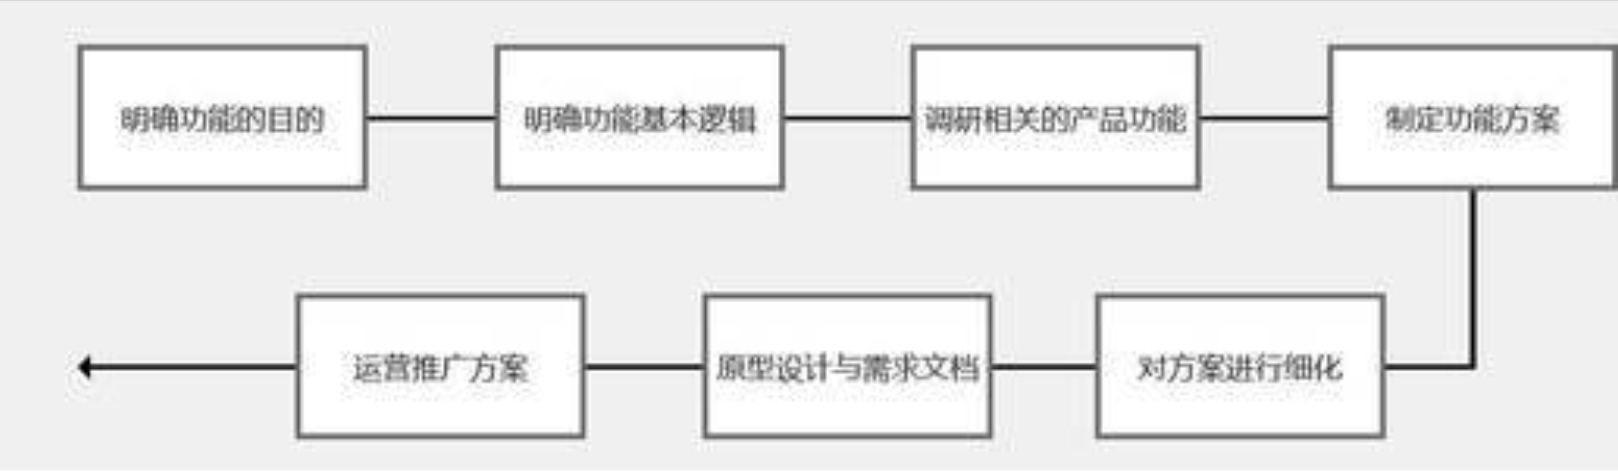 明确功能的目的
明确功能基本逻辑
调研相关的产品功能
制定功能方案
对方案进行细化
原型设计与需求文档
运营推广方案